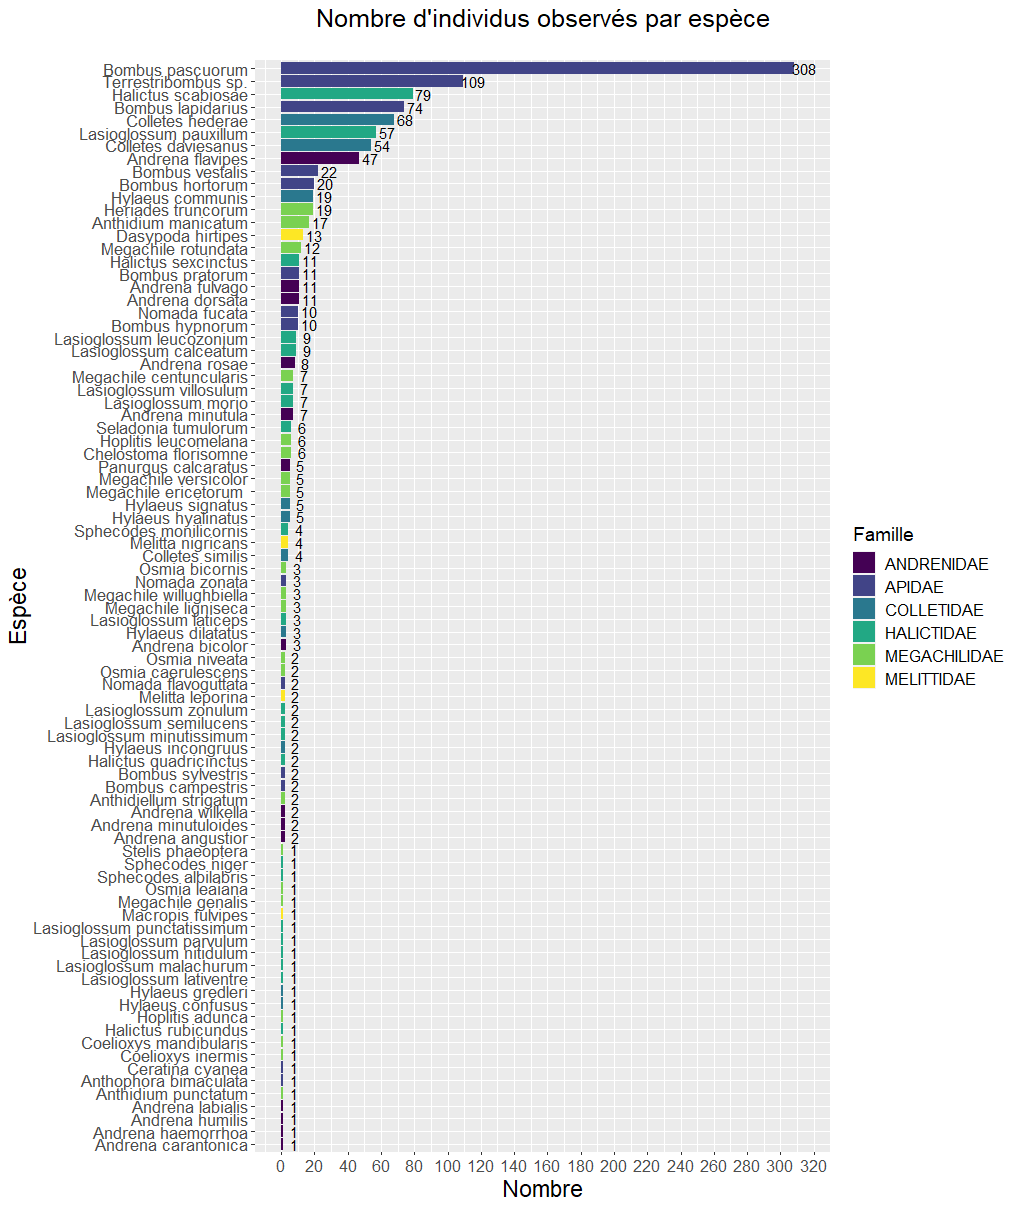 Nombre d'individus observés par espèce
Espèce
Bombus pascuorum 308
Terrestribombus sp. 109
Halictus scabiosae 79
Bombus lapidarius 74
Colletes hederae 68
Lasioglossum pauxillum 57
Colletes daviesanus 54
Andrena flavipes 47
Bombus vestalis 22
Bombus hortorum 20
Hylaeus communis 19
Heriades truncorum 19
Anthidium manicatum 17
Dasypoda hirtipes 13
Megachile rotundata 12
Halictus sexcinctus 11
Bombus pratorum 11
Andrena fulvago 11
Andrena dorsata 11
Nomada fucata 10
Bombus hypnorum 10
Lasioglossum leucozonium 9
Lasioglossum calceatum 9
Andrena rosae 8
Megachile centuncularis 7
Lasioglossum villosulum 7
Lasioglossum morio 7
Andrena minutula 7
Seladonia tumulorum 6
Hoplitis leucomelana 6
Chelostoma florisomne 6
Panurgus calcaratus 5
Megachile versicolor 5
Megachile ericetorum 5
Hylaeus signatus 5
Hylaeus hyalinatus 5
Sphecodes monilicornis 4
Melitta nigricans 4
Colletes similis 4
Osmia bicornis 3
Nomada zonata 3
Megachile willughbiella 3
Megachile ligniseca 3
Lasioglossum laticeps 3
Hylaeus dilatatus 3
Andrena bicolor 3
Osmia niveata 2
Osmia caerulescens 2
Nomada flavoguttata 2
Melitta leporina 2
Lasioglossum zonulum 2
Lasioglossum semilucens 2
Lasioglossum minutissimum 2
Hylaeus incongruus 2
Halictus quadricinctus 2
Bombus sylvestris 2
Bombus campestris 2
Anthidiellum strigatum 2
Andrena wilkella 2
Andrena minutuloides 2
Andrena angustior 2
Stelis phaeoptera 1
Sphecodes niger 1
Sphecodes albilabris 1
Osmia leaiana 1
Megachile genalis 1
Macropis fulvipes 1
Lasioglossum punctatissimum 1
Lasioglossum parvulum 1
Lasioglossum nitidulum 1
Lasioglossum malachurum 1
Lasioglossum lativentre 1
Hylaeus gredleri 1
Hylaeus confusus 1
Hoplitis adunca 1
Halictus rubicundus 1
Coelioxys mandibularis 1
Coelioxys inermis 1
Ceratina cyanea 1
Anthophora bimaculata 1
Anthidium punctatum 1
Andrena labialis 1
Andrena humilis 1
Andrena haemorrhoa 1
Andrena carantonica 1
0 20 40 60 80 100 120 140 160 180 200 220 240 260 280 300 320
Nombre
Famille
ANDRENIDAE
APIDAE
COLLETIDAE
HALICTIDAE
MEGACHILIDAE
MELITTIDAE